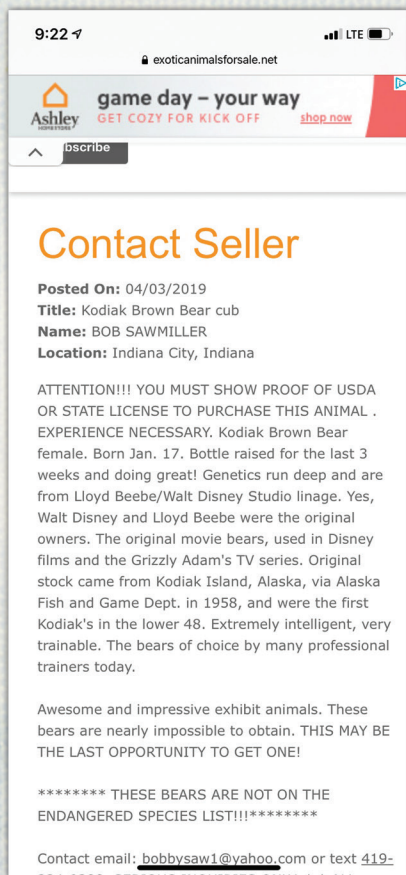 9:22
LTE
exoticanimalsforsale.net
game day – your way
Ashley
HOMESTORE
GET COZY FOR KICK OFF
shop now
bscribe
Contact Seller
Posted On: 04/03/2019
Title: Kodiak Brown Bear cub
Name: BOB SAWMILLER
Location: Indiana City, Indiana
ATTENTION!!! YOU MUST SHOW PROOF OF USDA
OR STATE LICENSE TO PURCHASE THIS ANIMAL .
EXPERIENCE NECESSARY. Kodiak Brown Bear
female. Born Jan. 17. Bottle raised for the last 3
weeks and doing great! Genetics run deep and are
from Lloyd Beebe/Walt Disney Studio linage. Yes,
Walt Disney and Lloyd Beebe were the original
owners. The original movie bears, used in Disney
films and the Grizzly Adam's TV series. Original
stock came from Kodiak Island, Alaska, via Alaska
Fish and Game Dept. in 1958, and were the first
Kodiak's in the lower 48. Extremely intelligent, very
trainable. The bears of choice by many professional
trainers today.
Awesome and impressive exhibit animals. These
bears are nearly impossible to obtain. THIS MAY BE
THE LAST OPPORTUNITY TO GET ONE!
******** THESE BEARS ARE NOT ON THE
ENDANGERED SPECIES LIST!!!********
Contact email: bobbysaw1@yahoo.com or text 419-